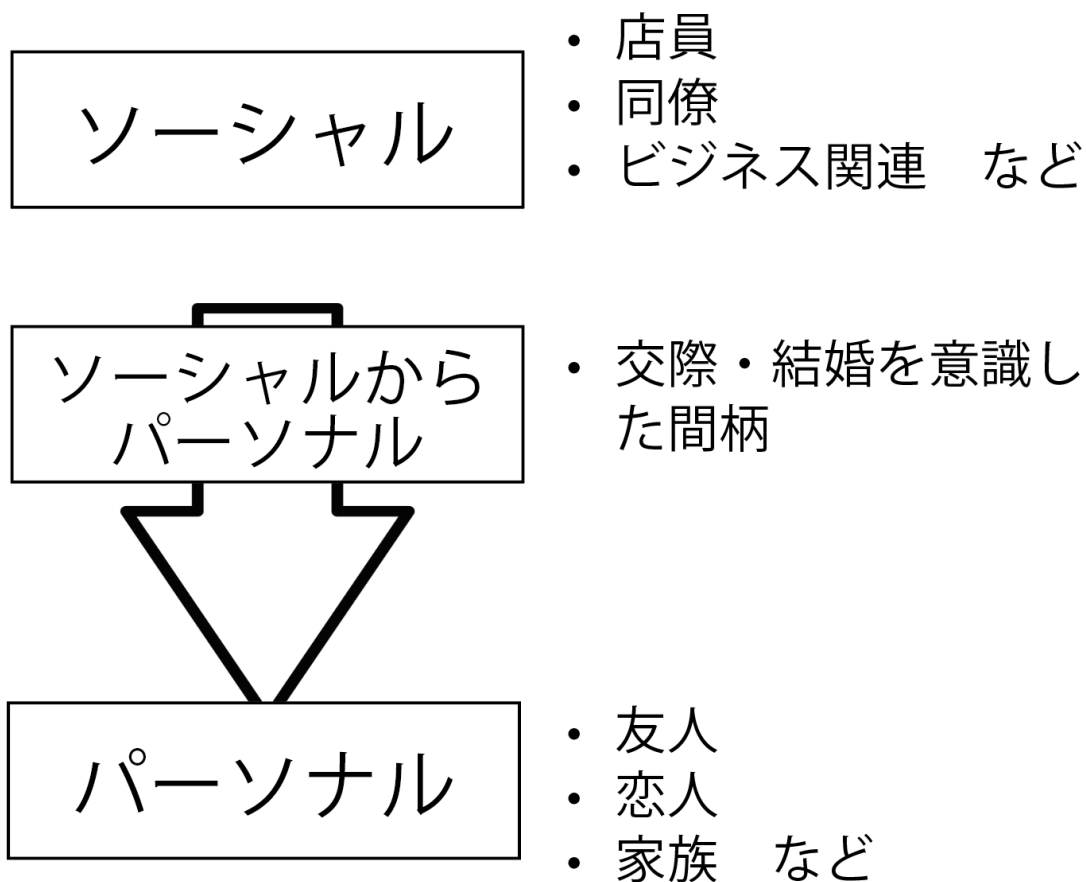 ソーシャル
• 店員
• 同僚
• ビジネス関連　など
ソーシャルから
パーソナル
• 交際・結婚を意識し
た間柄
パーソナル
• 友人
• 恋人
• 家族　など